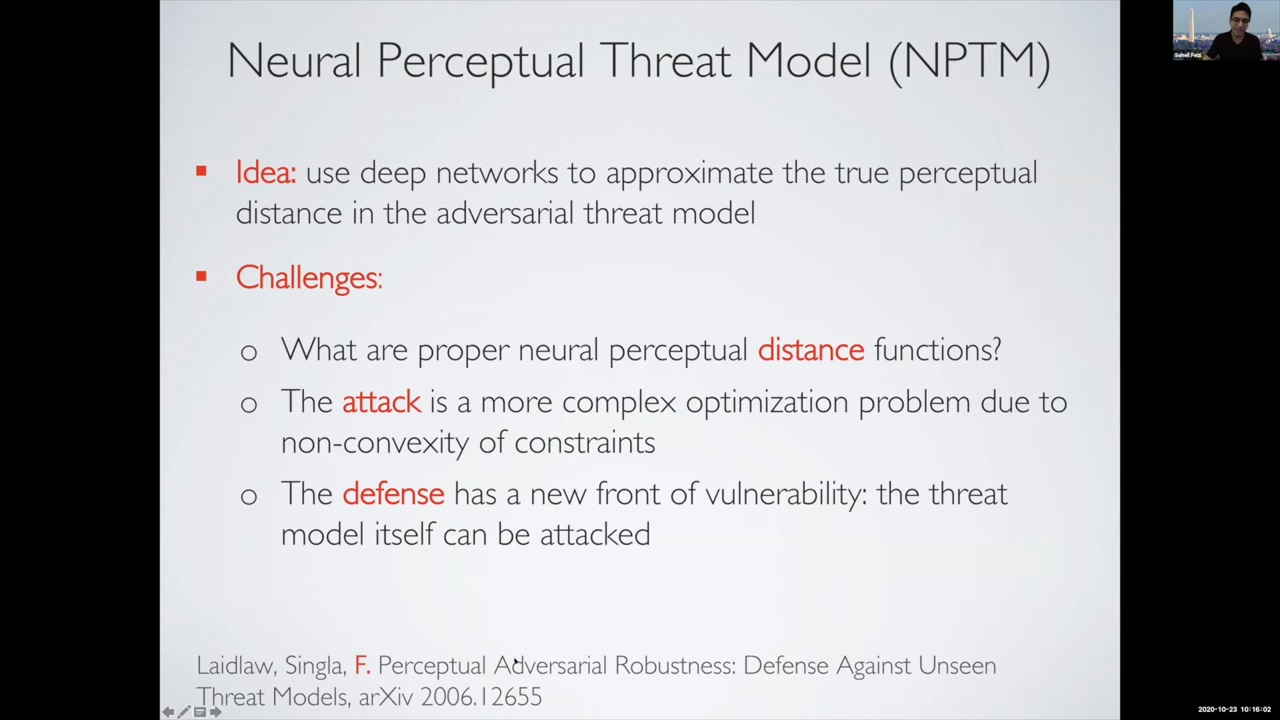 Neural Perceptual Threat Model (NPTM)
Idea: use deep networks to approximate the true perceptual
distance in the adversarial threat model
Challenges:
What are proper neural perceptual distance functions?
The attack is a more complex optimization problem due to
non-convexity of constraints
The defense has a new front of vulnerability: the threat
model itself can be attacked
Laidlaw, Singla, F. Perceptual Adversarial Robustness: Defense Against Unseen
Threat Models, arXiv 2006.12655
Soheil Feizi
2020-10-23 10:16:02